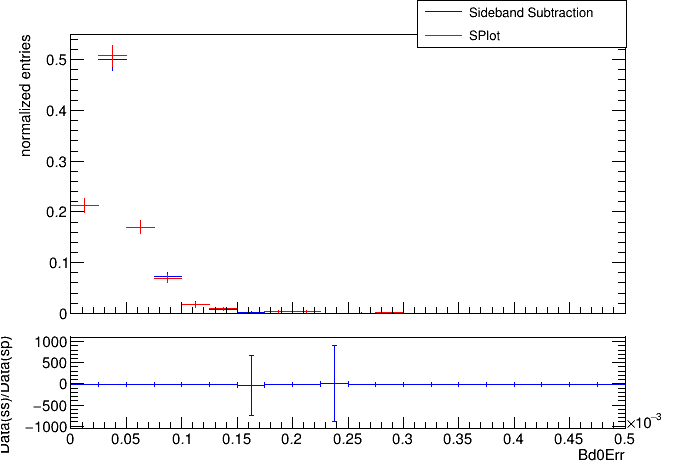 Sideband Subtraction
SPlot
normalized entries
0.5
0.4
0.3
0.2
0.1
0
Data(ss)/Data(sp)
1000
500
0
−500
−1000
0 0.05 0.1 0.15 0.2 0.25 0.3 0.35 0.4 0.45 0.5
×10⁻³
Bd0Err